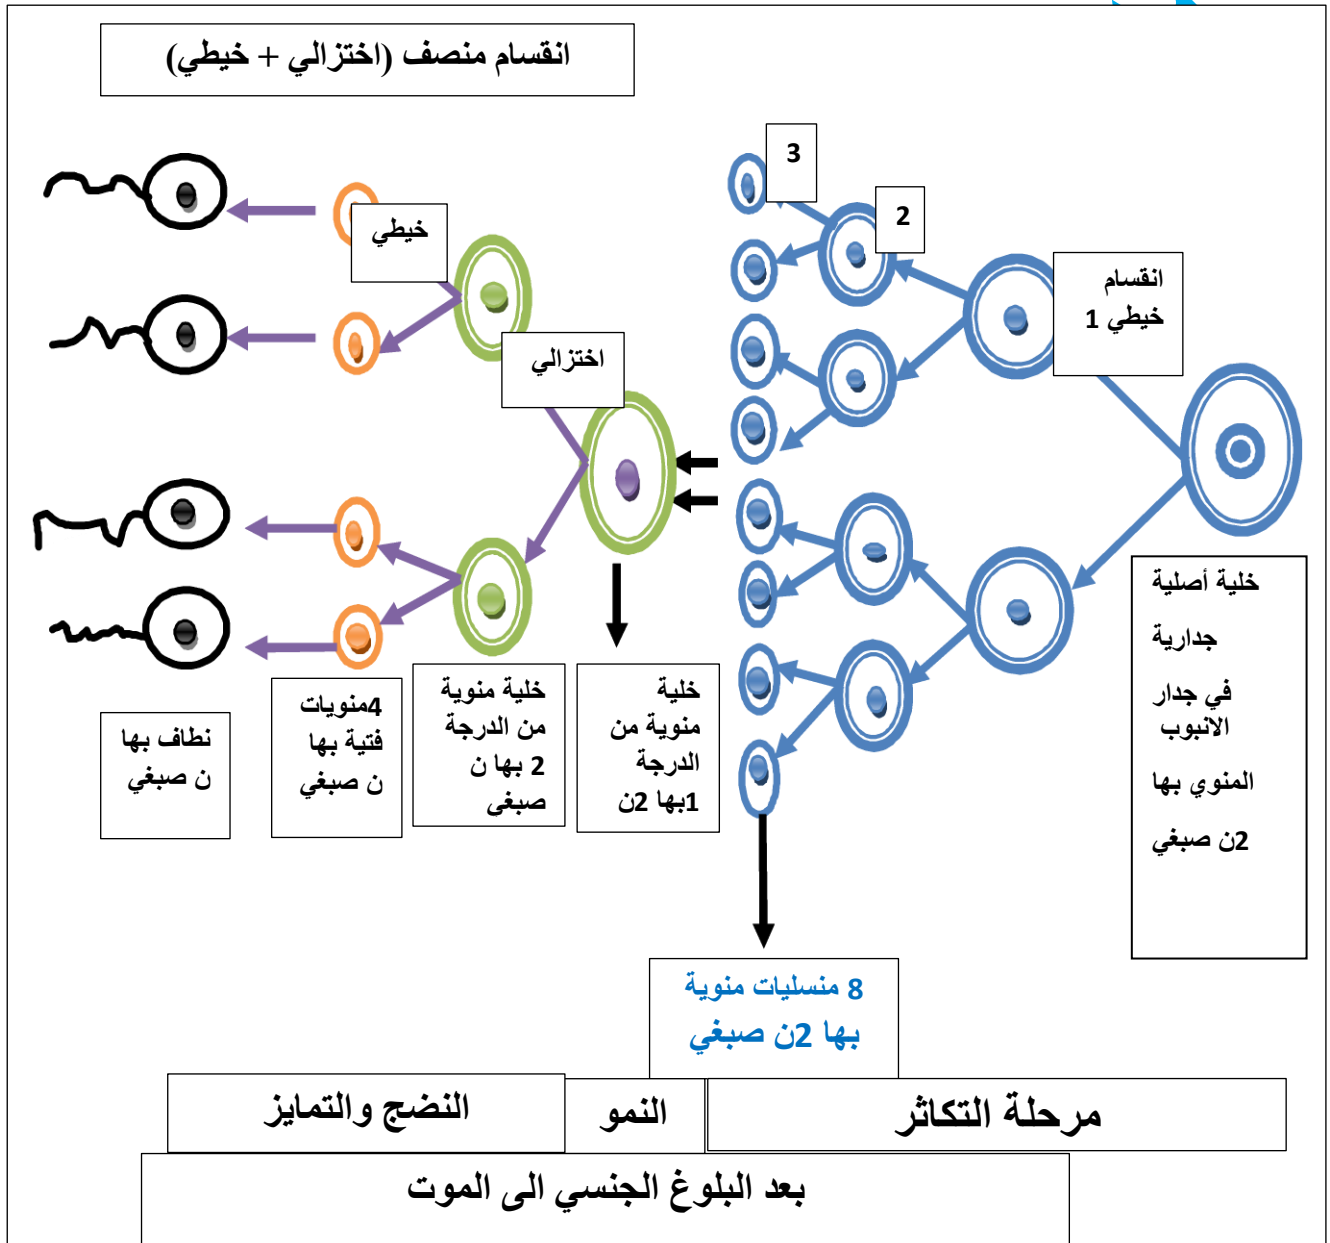 انقسام منصف (اختزالي + خيطي)
3
2
انقسام
خيطي 1
خيطي
اختزالي
خلية أصلية
جدارية
في جدار
الانبوب
المنوي بها
2ن صبغي
خلية
منوية من
الدرجة
1بها 2ن
خلية منوية
من الدرجة
2 بها ن
صبغي
4منويات
فتية بها
ن صبغي
نطاف بها
ن صبغي
8 منسليات منوية
بها 2ن صبغي
مرحلة التكاثر
النمو
النضج والتمايز
بعد البلوغ الجنسي الى الموت